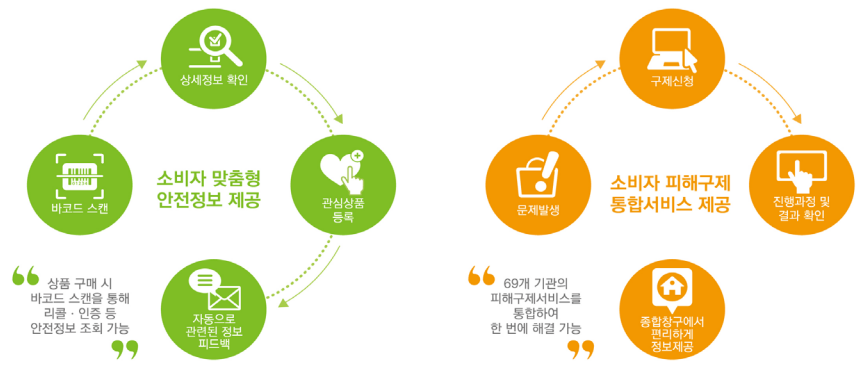 상세정보 확인
바코드 스캔
소비자 맞춤형
안전정보 제공
관심상품
등록
자동으로
관련된 정보
피드백
❝ 상품 구매 시
바코드 스캔을 통해
리콜 · 인증 등
안전정보 조회 가능 ❞
구제신청
문제발생
소비자 피해구제
통합서비스 제공
진행과정 및
결과 확인
종합창구에서
편리하게
정보제공
❝ 69개 기관의
피해구제서비스를
통합하여
한 번에 해결 가능 ❞